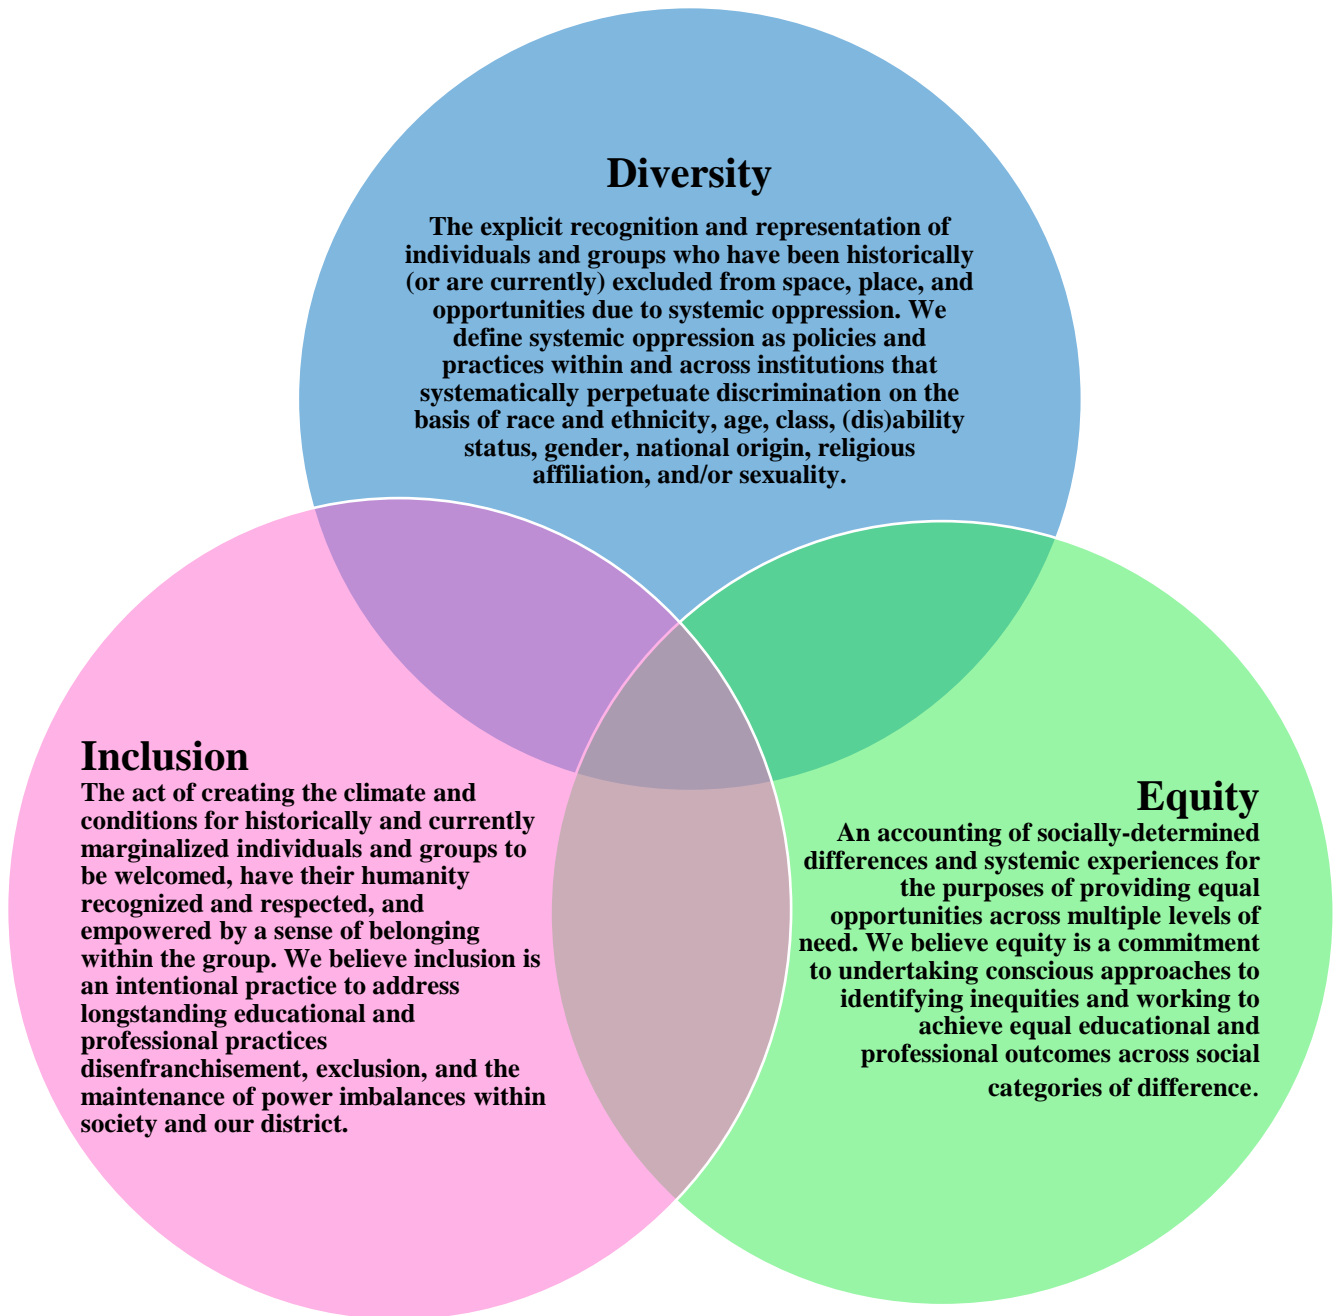 Diversity
The explicit recognition and representation of
individuals and groups who have been historically
(or are currently) excluded from space, place, and
opportunities due to systemic oppression. We
define systemic oppression as policies and
practices within and across institutions that
systematically perpetuate discrimination on the
basis of race and ethnicity, age, class, (dis)ability
status, gender, national origin, religious
affiliation, and/or sexuality.
Inclusion
The act of creating the climate and
conditions for historically and currently
marginalized individuals and groups to
be welcomed, have their humanity
recognized and respected, and
empowered by a sense of belonging
within the group. We believe inclusion is
an intentional practice to address
longstanding educational and
professional practices
disenfranchisement, exclusion, and the
maintenance of power imbalances within
society and our district.
Equity
An accounting of socially-determined
differences and systemic experiences for
the purposes of providing equal
opportunities across multiple levels of
need. We believe equity is a commitment
to undertaking conscious approaches to
identifying inequities and working to
achieve equal educational and
professional outcomes across social
categories of difference.